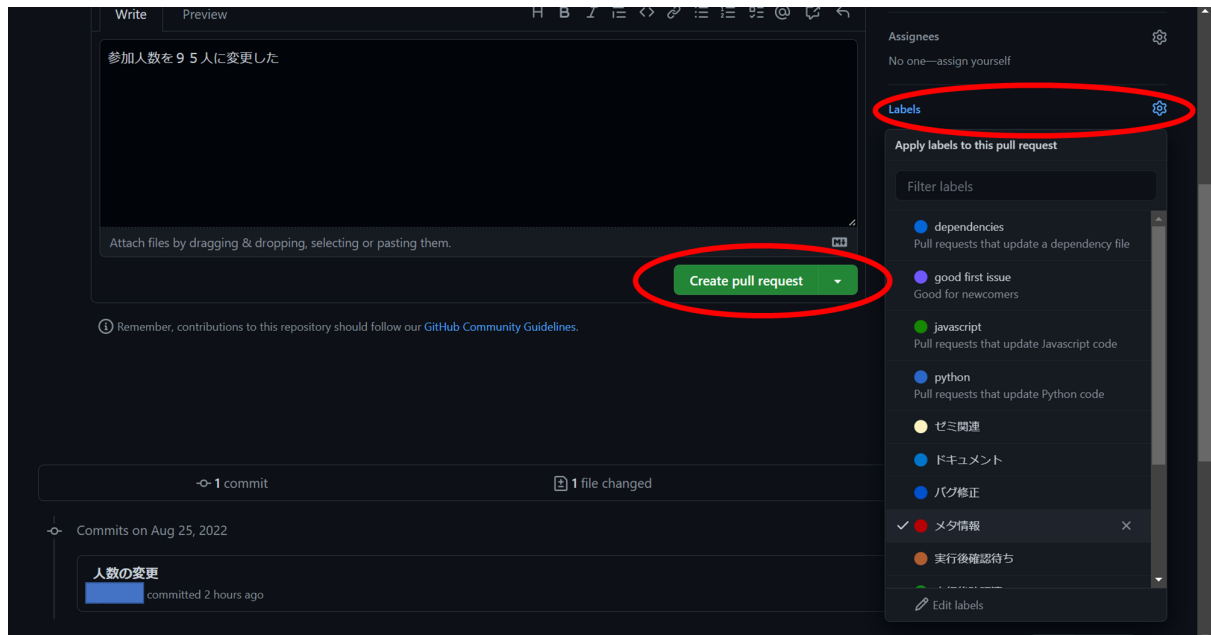 Write Preview
参加人数を９５人に変更した
Attach files by dragging & dropping, selecting or pasting them.
Create pull request
Remember, contributions to this repository should follow our GitHub Community Guidelines.
1 commit
1 file changed
Commits on Aug 25, 2022
人数の変更
committed 2 hours ago
Assignees
No one—assign yourself
Labels
Apply labels to this pull request
Filter labels
dependencies
Pull requests that update a dependency file
good first issue
Good for newcomers
javascript
Pull requests that update Javascript code
python
Pull requests that update Python code
ゼミ関連
ドキュメント
バグ修正
メタ情報
実行後確認待ち
Edit labels